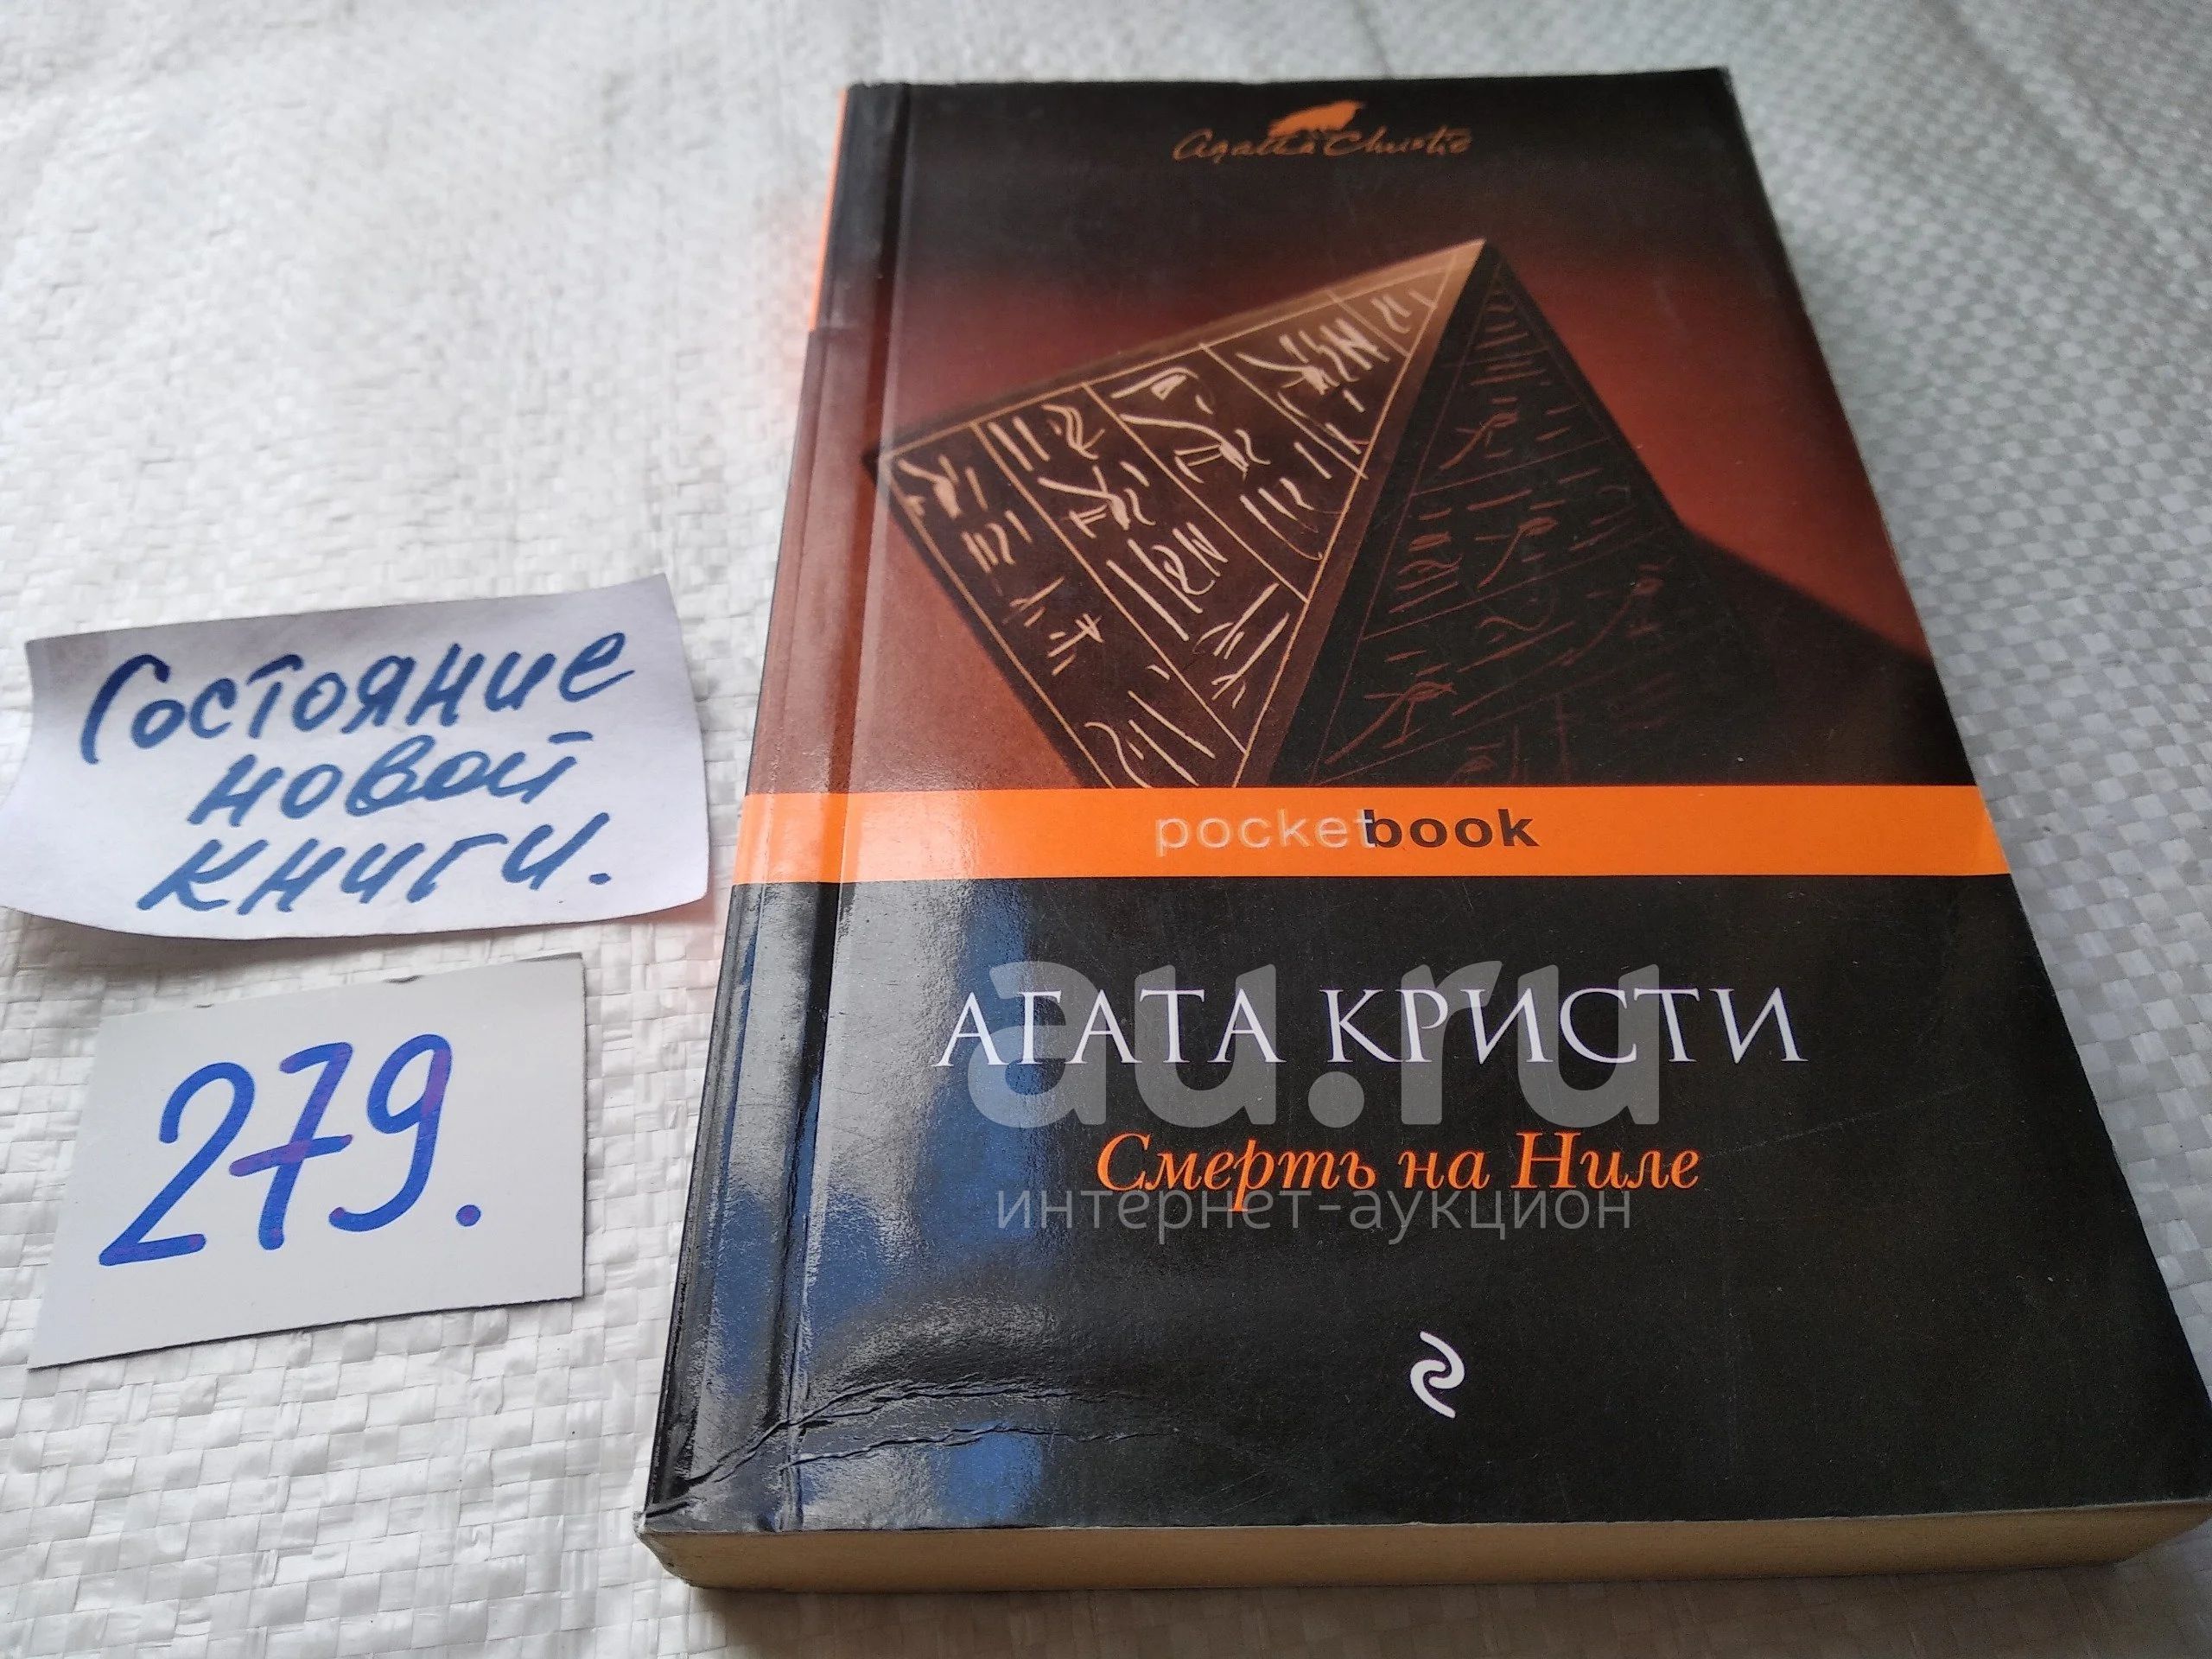 Agatha Christie
pocketbook
АГАТА КРИСТИ
Смерть на Ниле
au.ru
интернет-аукцион
Состояние
новой
книги.
279.